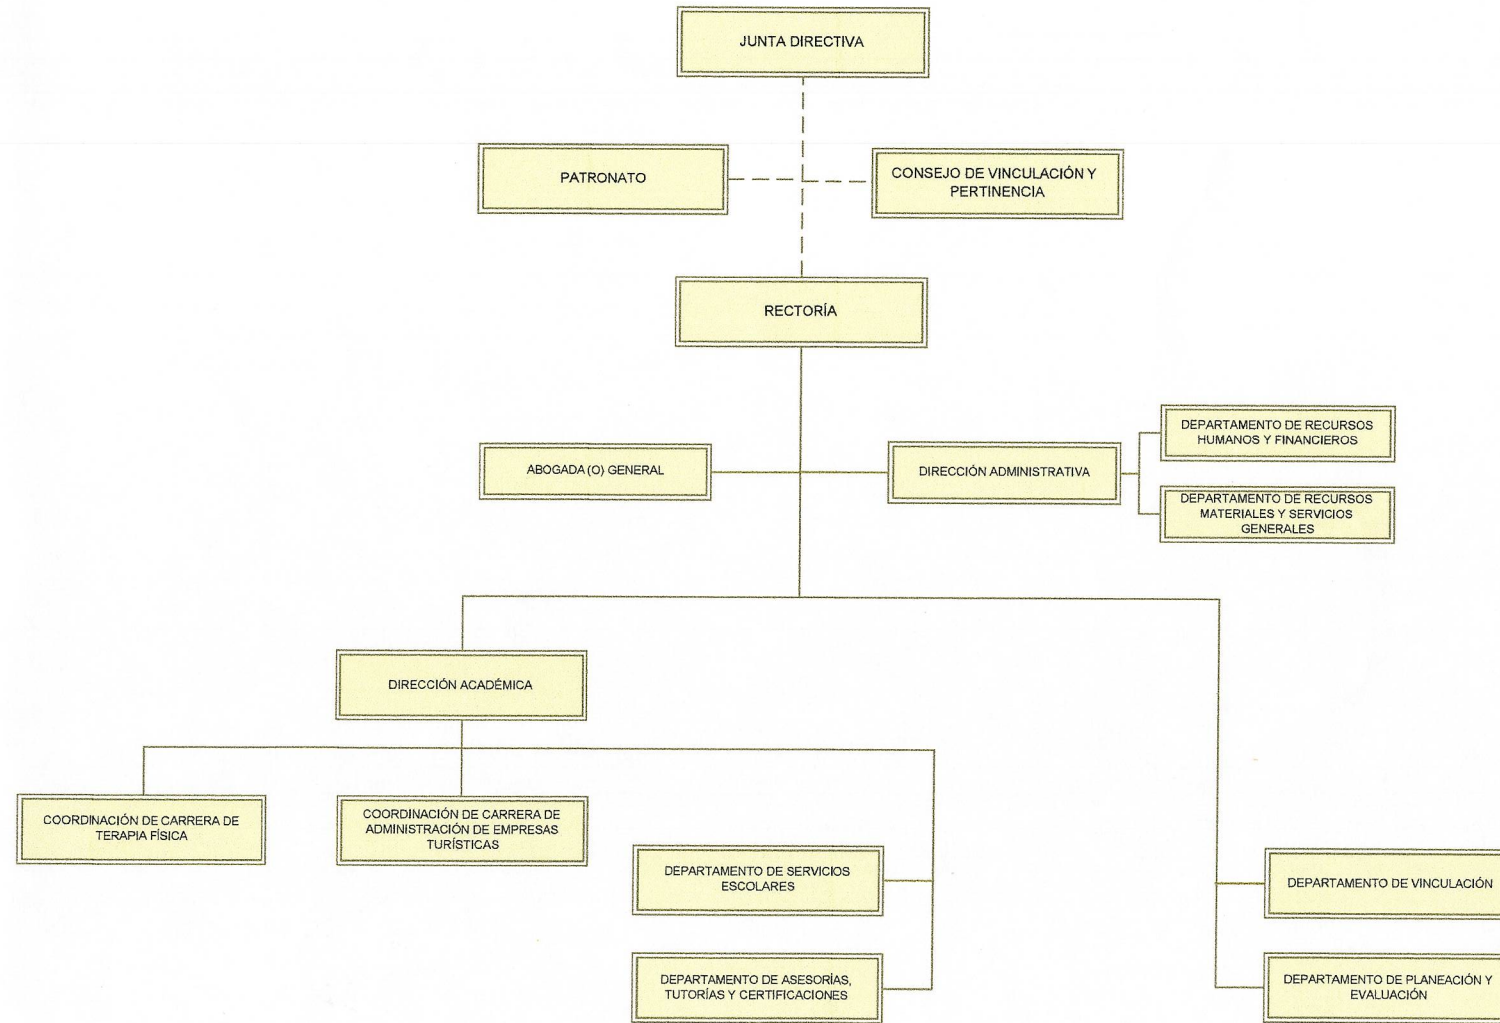 JUNTA DIRECTIVA
PATRONATO
CONSEJO DE VINCULACIÓN Y
PERTINENCIA
RECTORÍA
ABOGADA (O) GENERAL
DIRECCIÓN ADMINISTRATIVA
DEPARTAMENTO DE RECURSOS
HUMANOS Y FINANCIEROS
DEPARTAMENTO DE RECURSOS
MATERIALES Y SERVICIOS
GENERALES
DIRECCIÓN ACADÉMICA
COORDINACIÓN DE CARRERA DE
TERAPIA FÍSICA
COORDINACIÓN DE CARRERA DE
ADMINISTRACIÓN DE EMPRESAS
TURÍSTICAS
DEPARTAMENTO DE SERVICIOS
ESCOLARES
DEPARTAMENTO DE VINCULACIÓN
DEPARTAMENTO DE ASESORÍAS,
TUTORÍAS Y CERTIFICACIONES
DEPARTAMENTO DE PLANEACIÓN Y
EVALUACIÓN